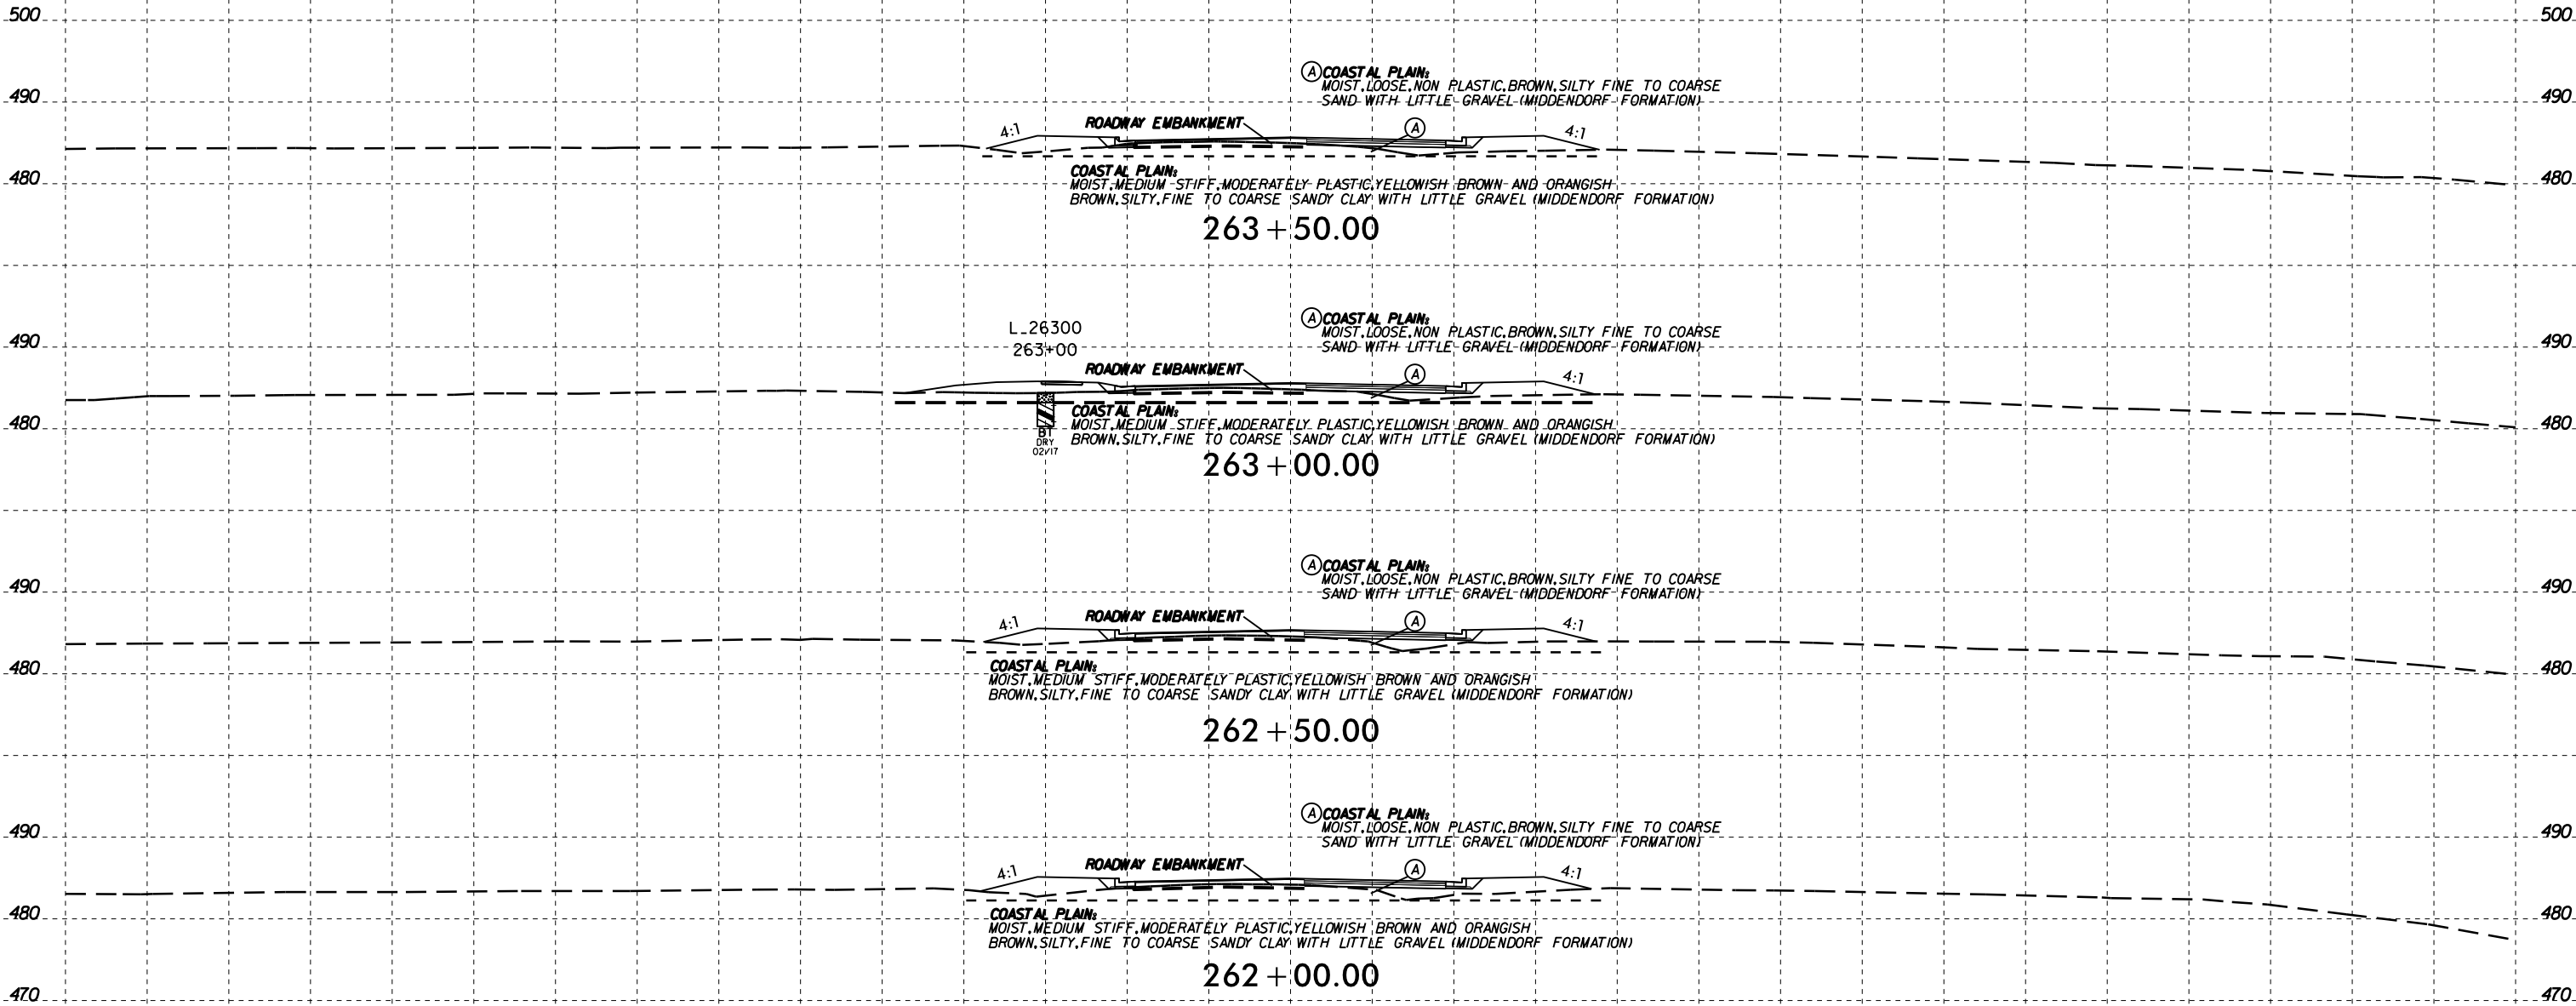 500 500
Ⓐ COASTAL PLAIN:
MOIST, LOOSE, NON PLASTIC, BROWN, SILTY FINE TO COARSE
490 SAND WITH LITTLE GRAVEL (MIDDENDORF FORMATION) 490
4:1 ROADWAY EMBANKMENT Ⓐ 4:1
COASTAL PLAIN:
480 MOIST, MEDIUM STIFF, MODERATELY PLASTIC, YELLOWISH BROWN AND ORANGISH 480
BROWN, SILTY, FINE TO COARSE SANDY CLAY WITH LITTLE GRAVEL (MIDDENDORF FORMATION)
263+50.00
Ⓐ COASTAL PLAIN:
L_26300 MOIST, LOOSE, NON PLASTIC, BROWN, SILTY FINE TO COARSE
490 263+00 SAND WITH LITTLE GRAVEL (MIDDENDORF FORMATION) 490
ROADWAY EMBANKMENT Ⓐ 4:1
COASTAL PLAIN:
480 MOIST, MEDIUM STIFF, MODERATELY PLASTIC, YELLOWISH BROWN AND ORANGISH 480
BT BROWN, SILTY, FINE TO COARSE SANDY CLAY WITH LITTLE GRAVEL (MIDDENDORF FORMATION)
DRY
02/17
263+00.00
Ⓐ COASTAL PLAIN:
MOIST, LOOSE, NON PLASTIC, BROWN, SILTY FINE TO COARSE
490 SAND WITH LITTLE GRAVEL (MIDDENDORF FORMATION) 490
4:1 ROADWAY EMBANKMENT Ⓐ 4:1
COASTAL PLAIN:
480 MOIST, MEDIUM STIFF, MODERATELY PLASTIC, YELLOWISH BROWN AND ORANGISH 480
BROWN, SILTY, FINE TO COARSE SANDY CLAY WITH LITTLE GRAVEL (MIDDENDORF FORMATION)
262+50.00
Ⓐ COASTAL PLAIN:
MOIST, LOOSE, NON PLASTIC, BROWN, SILTY FINE TO COARSE
490 SAND WITH LITTLE GRAVEL (MIDDENDORF FORMATION) 490
4:1 ROADWAY EMBANKMENT Ⓐ 4:1
480 COASTAL PLAIN: 480
MOIST, MEDIUM STIFF, MODERATELY PLASTIC, YELLOWISH BROWN AND ORANGISH
BROWN, SILTY, FINE TO COARSE SANDY CLAY WITH LITTLE GRAVEL (MIDDENDORF FORMATION)
262+00.00
470 470